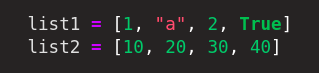 list1 = [1, "a", 2, True]
list2 = [10, 20, 30, 40]